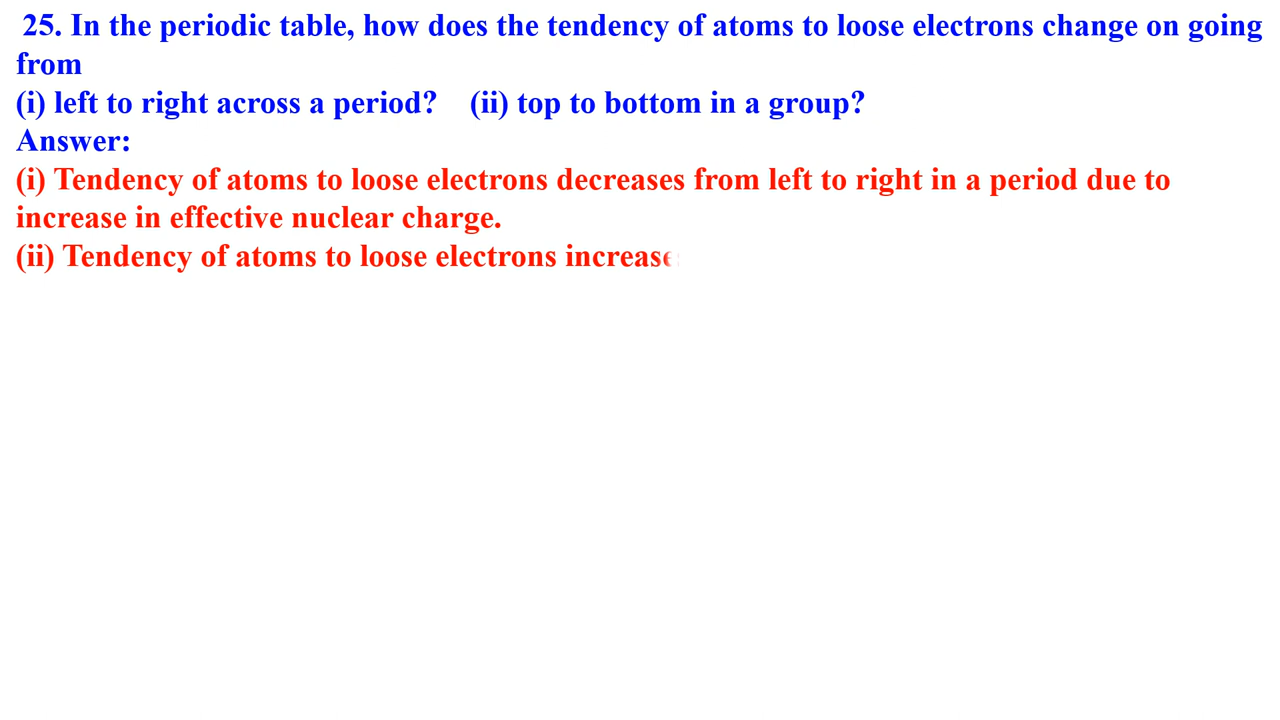 25. In the periodic table, how does the tendency of atoms to loose electrons change on going
from
(i) left to right across a period? (ii) top to bottom in a group?
Answer:
(i) Tendency of atoms to loose electrons decreases from left to right in a period due to
increase in effective nuclear charge.
(ii) Tendency of atoms to loose electrons increase